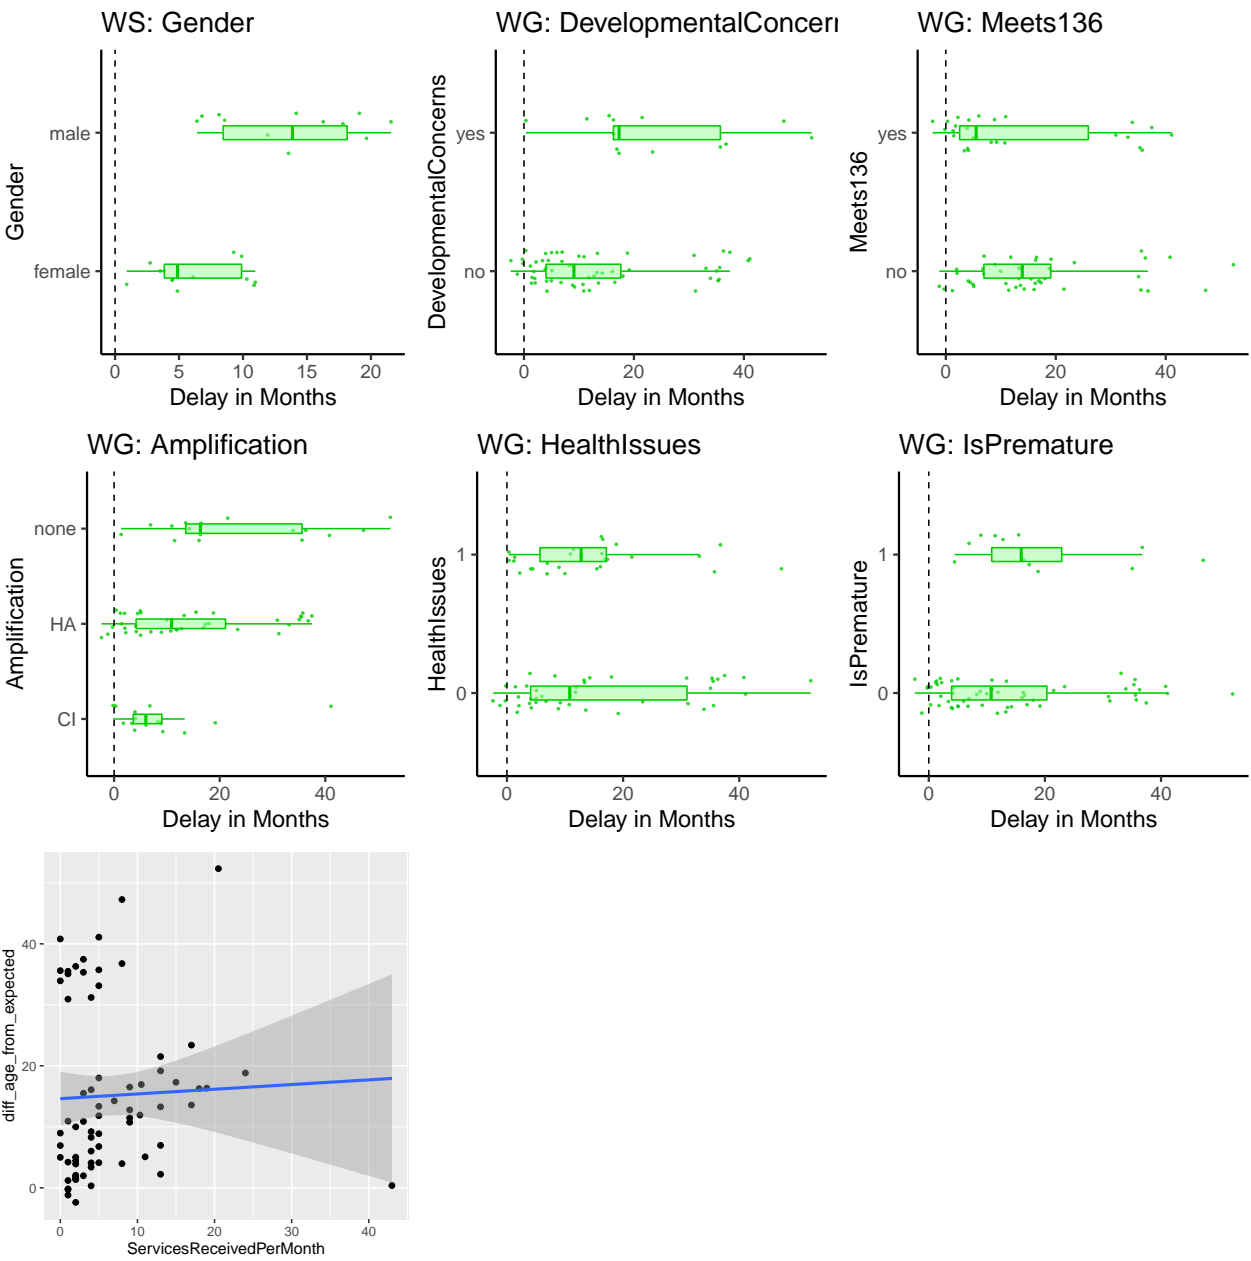 WS: Gender
Gender
male
female
0 5 10 15 20
Delay in Months
WG: DevelopmentalConcern
DevelopmentalConcerns
yes
no
0 20 40
Delay in Months
WG: Meets136
Meets136
yes
no
0 20 40
Delay in Months
WG: Amplification
Amplification
none
HA
CI
0 20 40
Delay in Months
WG: HealthIssues
HealthIssues
1
0
0 20 40
Delay in Months
WG: IsPremature
IsPremature
1
0
0 20 40
Delay in Months
diff_age_from_expected
40
20
0
0 10 20 30 40
ServicesReceivedPerMonth